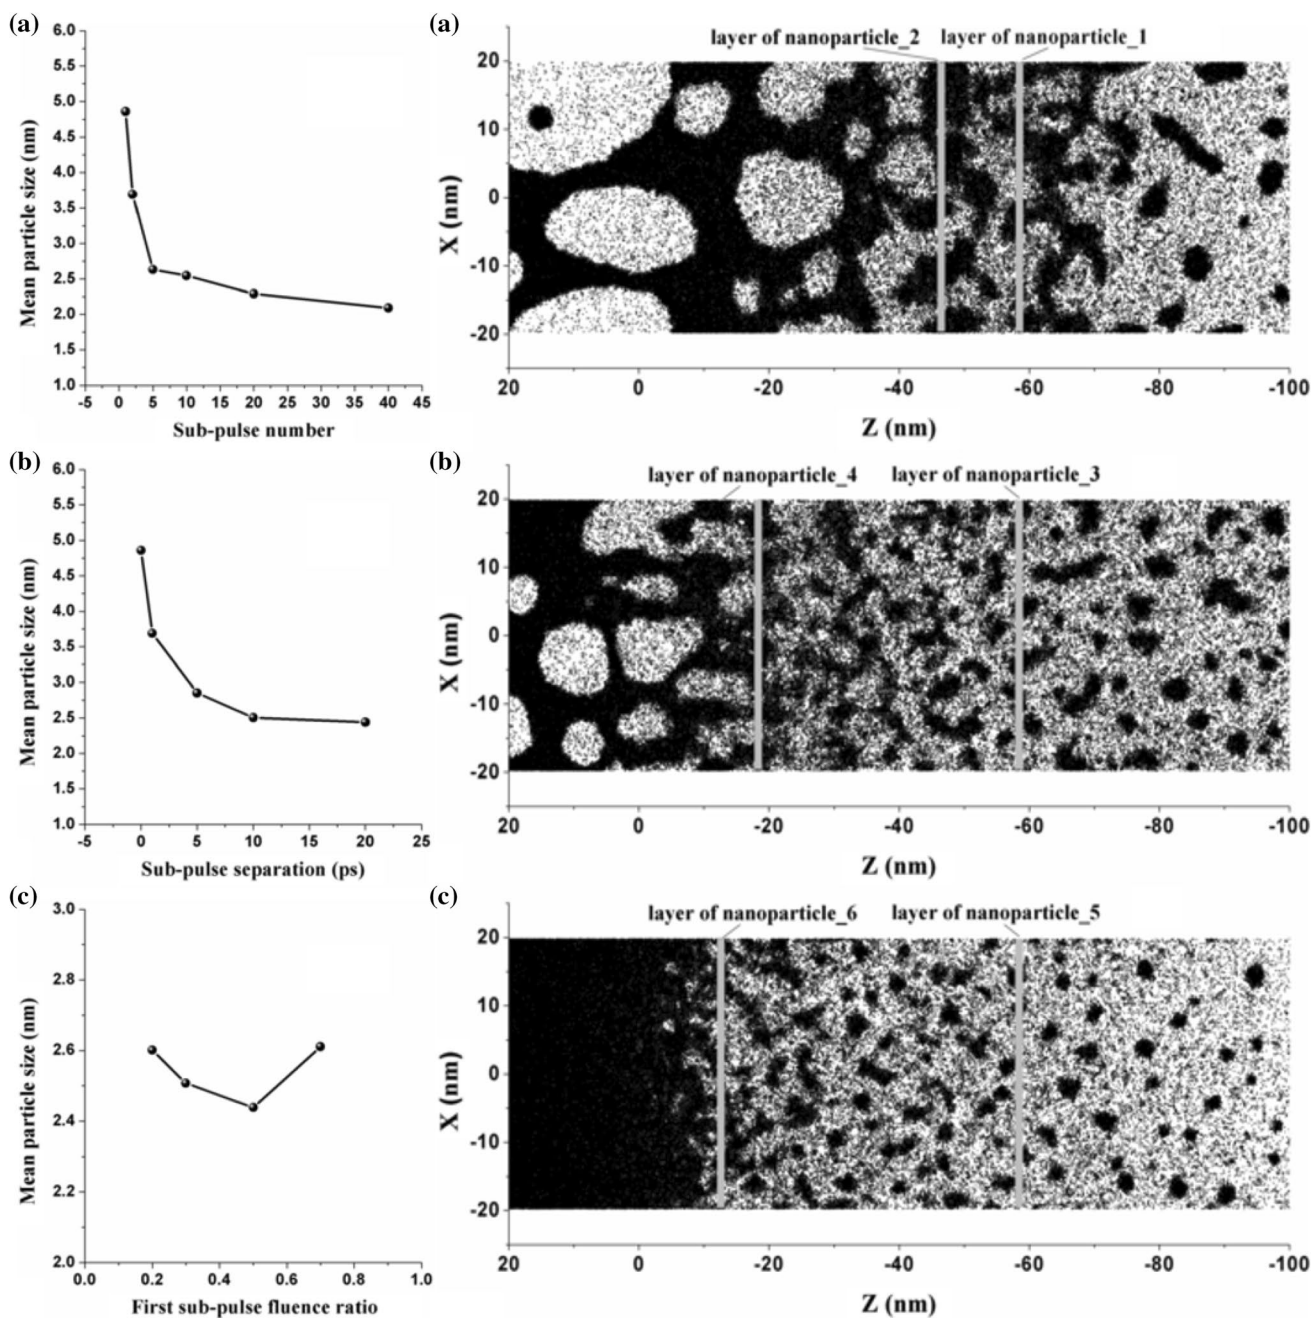 (a)
6.0
5.5
5.0
4.5
4.0
3.5
3.0
2.5
2.0
1.5
1.0
Mean particle size (nm)
-5 0 5 10 15 20 25 30 35 40 45
Sub-pulse number
(a)
layer of nanoparticle_2 layer of nanoparticle_1
20
10
0
-10
-20
X (nm)
20 0 -20 -40 -60 -80 -100
Z (nm)
(b)
6.0
5.5
5.0
4.5
4.0
3.5
3.0
2.5
2.0
1.5
1.0
Mean particle size (nm)
-5 0 5 10 15 20 25
Sub-pulse separation (ps)
(b)
layer of nanoparticle_4 layer of nanoparticle_3
20
10
0
-10
-20
X (nm)
20 0 -20 -40 -60 -80 -100
Z (nm)
(c)
3.0
2.8
2.6
2.4
2.2
2.0
Mean particle size (nm)
0.0 0.2 0.4 0.6 0.8 1.0
First sub-pulse fluence ratio
(c)
layer of nanoparticle_6 layer of nanoparticle_5
20
10
0
-10
-20
X (nm)
20 0 -20 -40 -60 -80 -100
Z (nm)